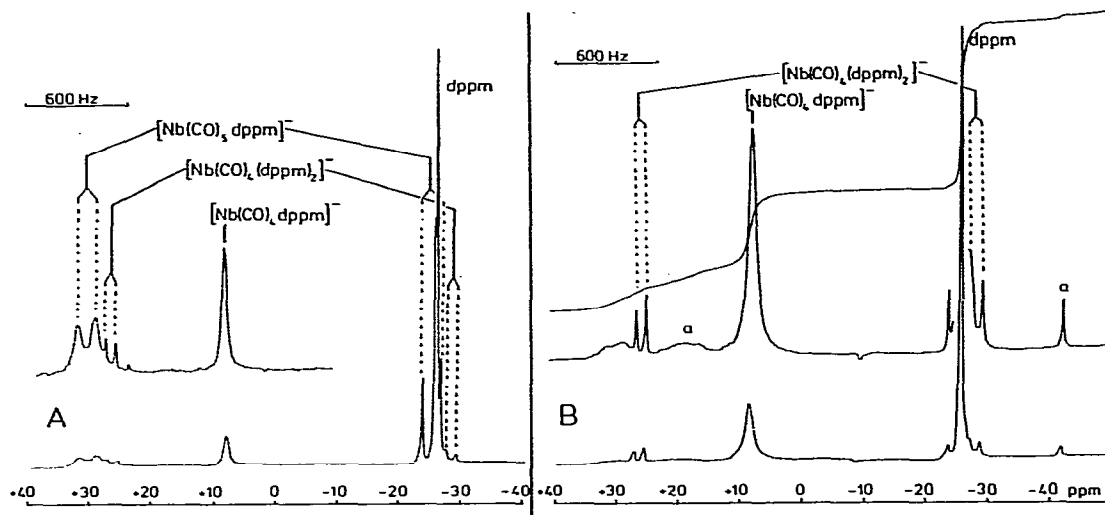 600 Hz
dppm
[Nb(CO)₅ dppm]⁻
[Nb(CO)₄(dppm)₂]⁻
[Nb(CO)₄ dppm]⁻
A
+40 +30 +20 +10 0 -10 -20 -30 -40
600 Hz
dppm
[Nb(CO)₄(dppm)₂]⁻
[Nb(CO)₄ dppm]⁻
a
a
B
+40 +30 +20 +10 0 -10 -20 -30 -40 ppm